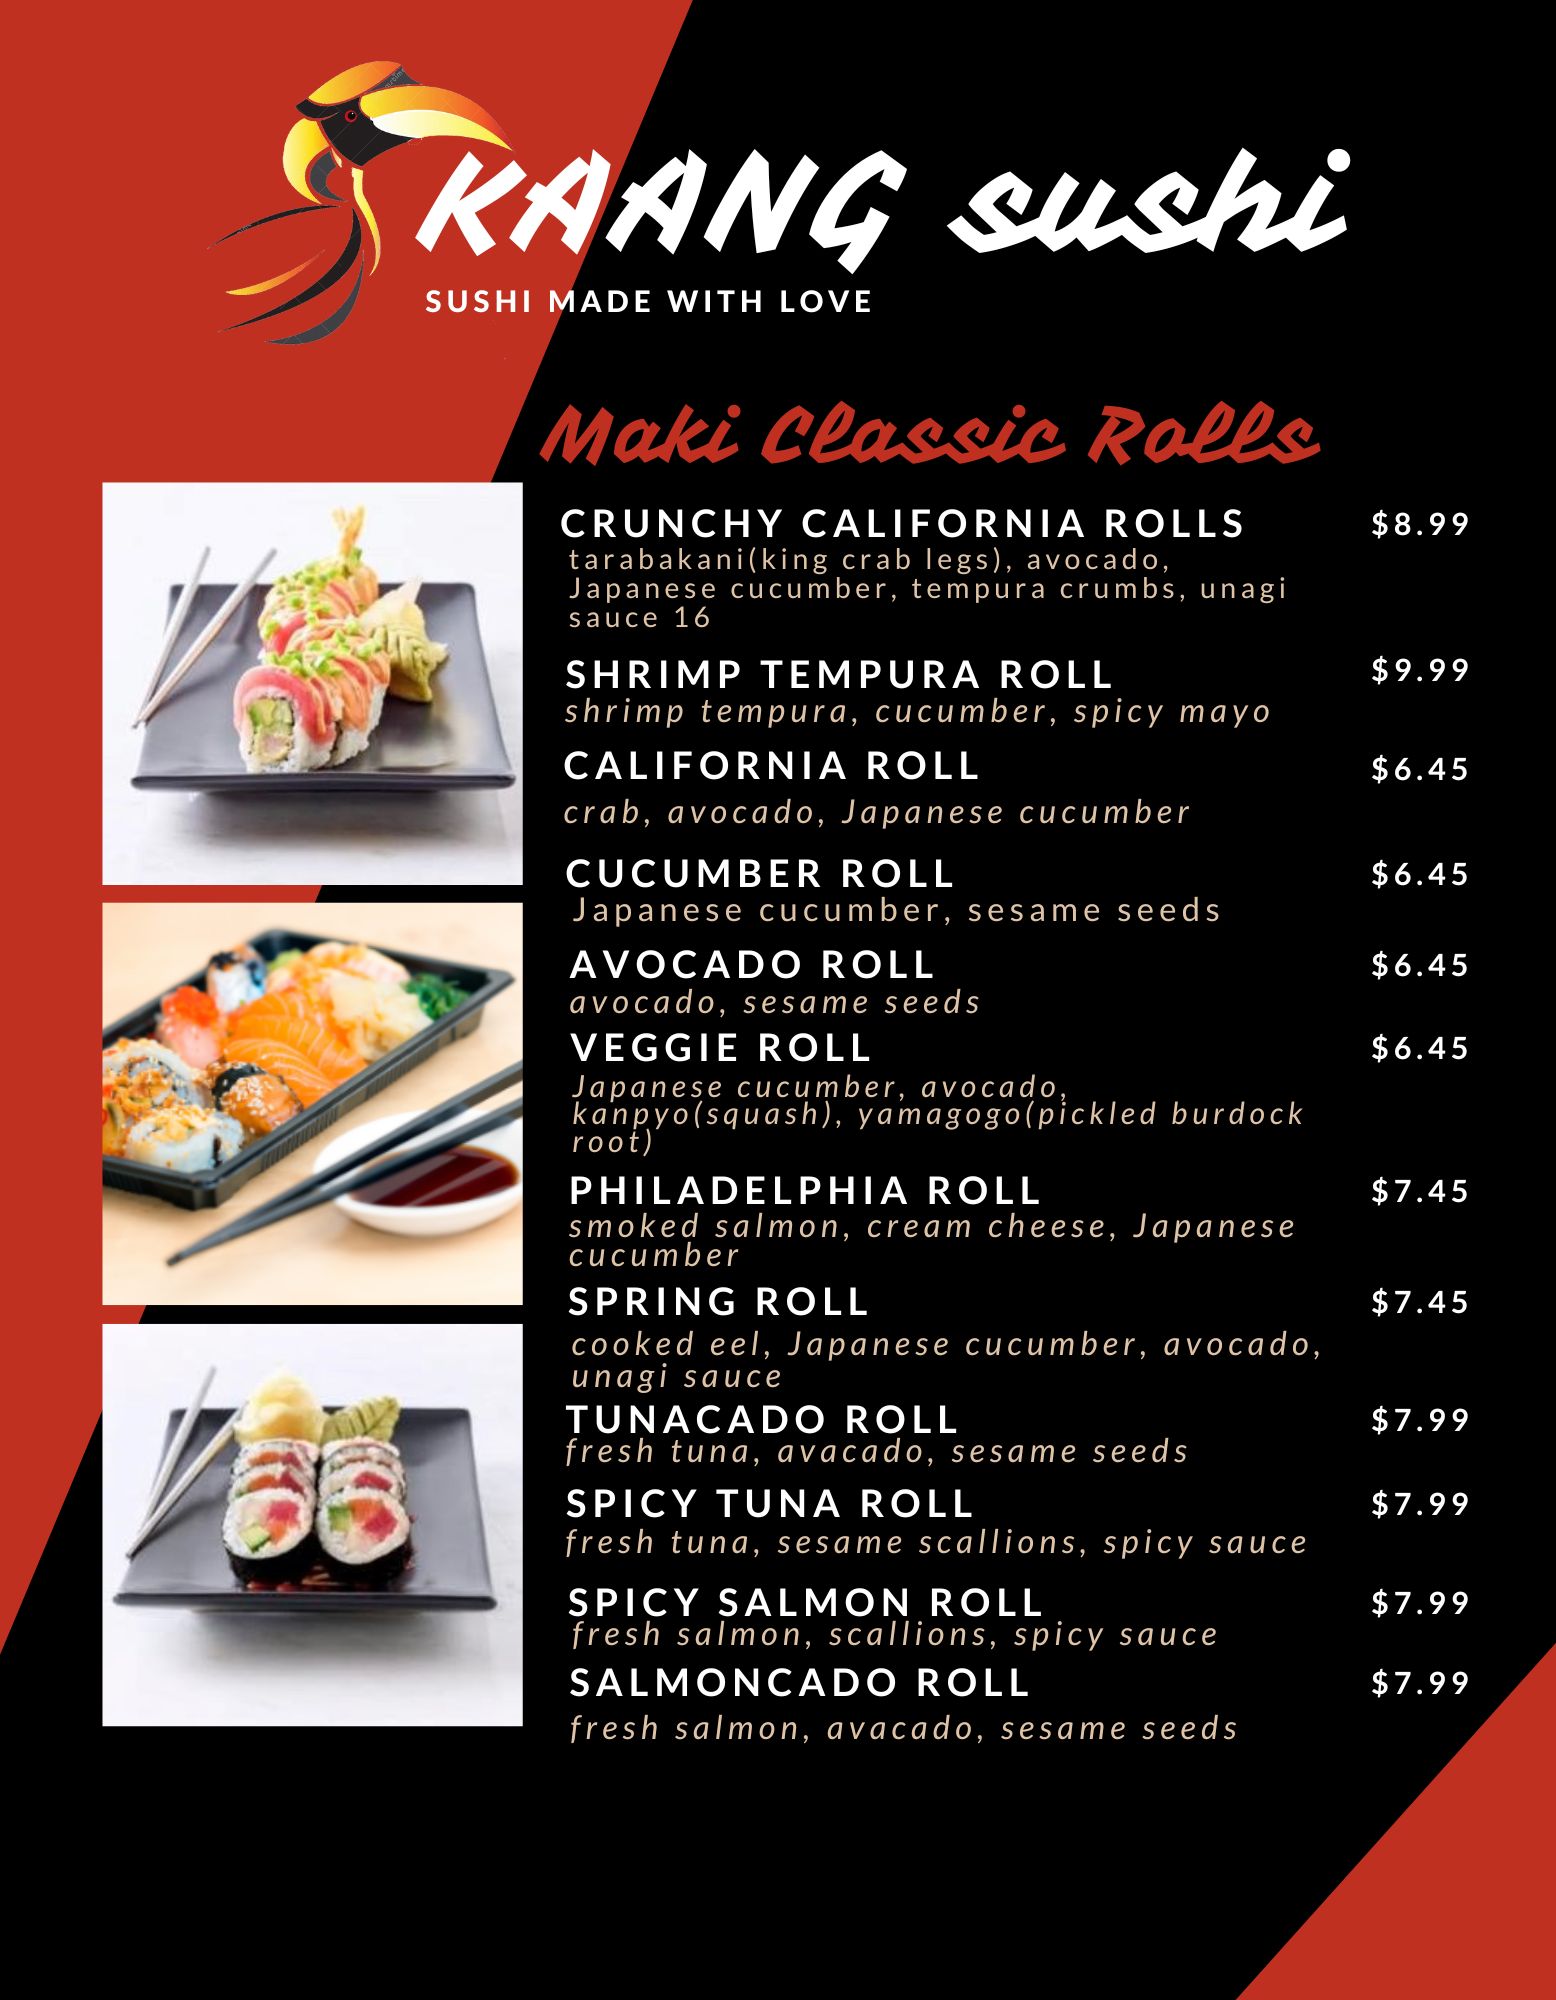 KAANG sushi
SUSHI MADE WITH LOVE
Maki Classic Rolls
CRUNCHY CALIFORNIA ROLLS $8.99
tarabakani(king crab legs), avocado,
Japanese cucumber, tempura crumbs, unagi
sauce 16
SHRIMP TEMPURA ROLL $9.99
shrimp tempura, cucumber, spicy mayo
CALIFORNIA ROLL $6.45
crab, avocado, Japanese cucumber
CUCUMBER ROLL $6.45
Japanese cucumber, sesame seeds
AVOCADO ROLL $6.45
avocado, sesame seeds
VEGGIE ROLL $6.45
Japanese cucumber, avocado,
kanpyo(squash), yamagogo(pickled burdock
root)
PHILADELPHIA ROLL $7.45
smoked salmon, cream cheese, Japanese
cucumber
SPRING ROLL $7.45
cooked eel, Japanese cucumber, avocado,
unagi sauce
TUNACADO ROLL $7.99
fresh tuna, avacado, sesame seeds
SPICY TUNA ROLL $7.99
fresh tuna, sesame scallions, spicy sauce
SPICY SALMON ROLL $7.99
fresh salmon, scallions, spicy sauce
SALMONCADO ROLL $7.99
fresh salmon, avacado, sesame seeds